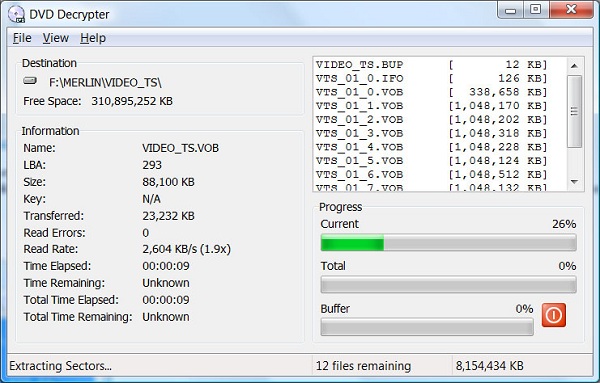 DVD Decrypter
File View Help
Destination
F:\MERLIN\VIDEO_TS\
Free Space: 310,895,252 KB
Information
Name: VIDEO_TS.VOB
LBA: 293
Size: 88,100 KB
Key: N/A
Transferred: 23,232 KB
Read Errors: 0
Read Rate: 2,604 KB/s (1.9x)
Time Elapsed: 00:00:09
Time Remaining: Unknown
Total Time Elapsed: 00:00:09
Total Time Remaining: Unknown
VIDEO_TS.BUP [ 12 KB]
VTS_01_0.IFO [ 126 KB]
VTS_01_0.VOB [ 338,658 KB]
VTS_01_1.VOB [1,048,170 KB]
VTS_01_2.VOB [1,048,202 KB]
VTS_01_3.VOB [1,048,318 KB]
VTS_01_4.VOB [1,048,228 KB]
VTS_01_5.VOB [1,048,124 KB]
VTS_01_6.VOB [1,048,512 KB]
VTS_01_7.VOB [1,048,132 KB]
Progress
Current 26%
Total 0%
Buffer 0%
Extracting Sectors... 12 files remaining 8,154,434 KB